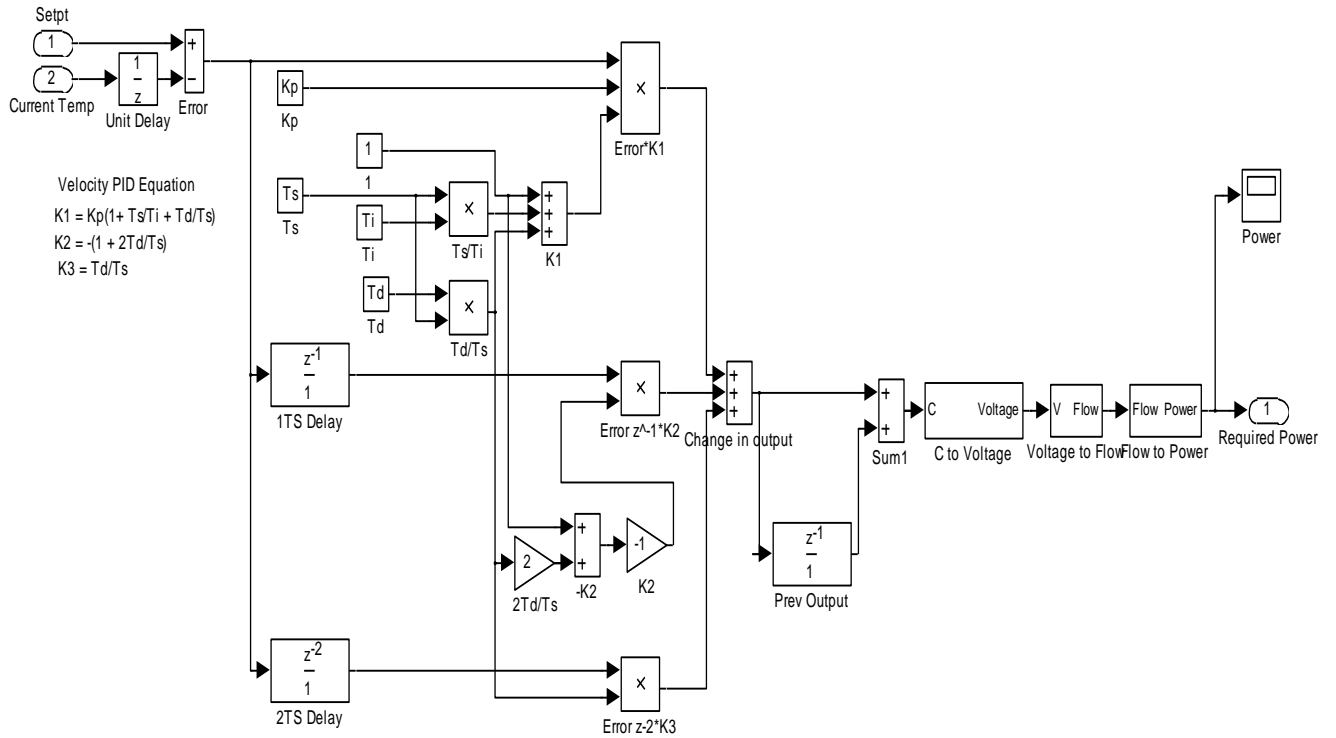 Setpt
1
+
−
2
1
z
Current Temp
Unit Delay
Error
Kp
Kp
×
Error*K1
1
1
Velocity PID Equation
K1 = Kp(1+ Ts/Ti + Td/Ts)
K2 = -(1 + 2Td/Ts)
K3 = Td/Ts
Ts
Ts
Ti
Ti
×
Ts/Ti
+
+
+
K1
Td
Td
×
Td/Ts
Power
z-1
1
1TS Delay
×
Error z^-1*K2
+
+
+
Change in output
+
+
Sum1
C Voltage
C to Voltage
V Flow
Voltage to Flow
Flow Power
Flow to Power
1
Required Power
2
2Td/Ts
+
+
-K2
-1
K2
z-1
1
Prev Output
z-2
1
2TS Delay
×
Error z-2*K3